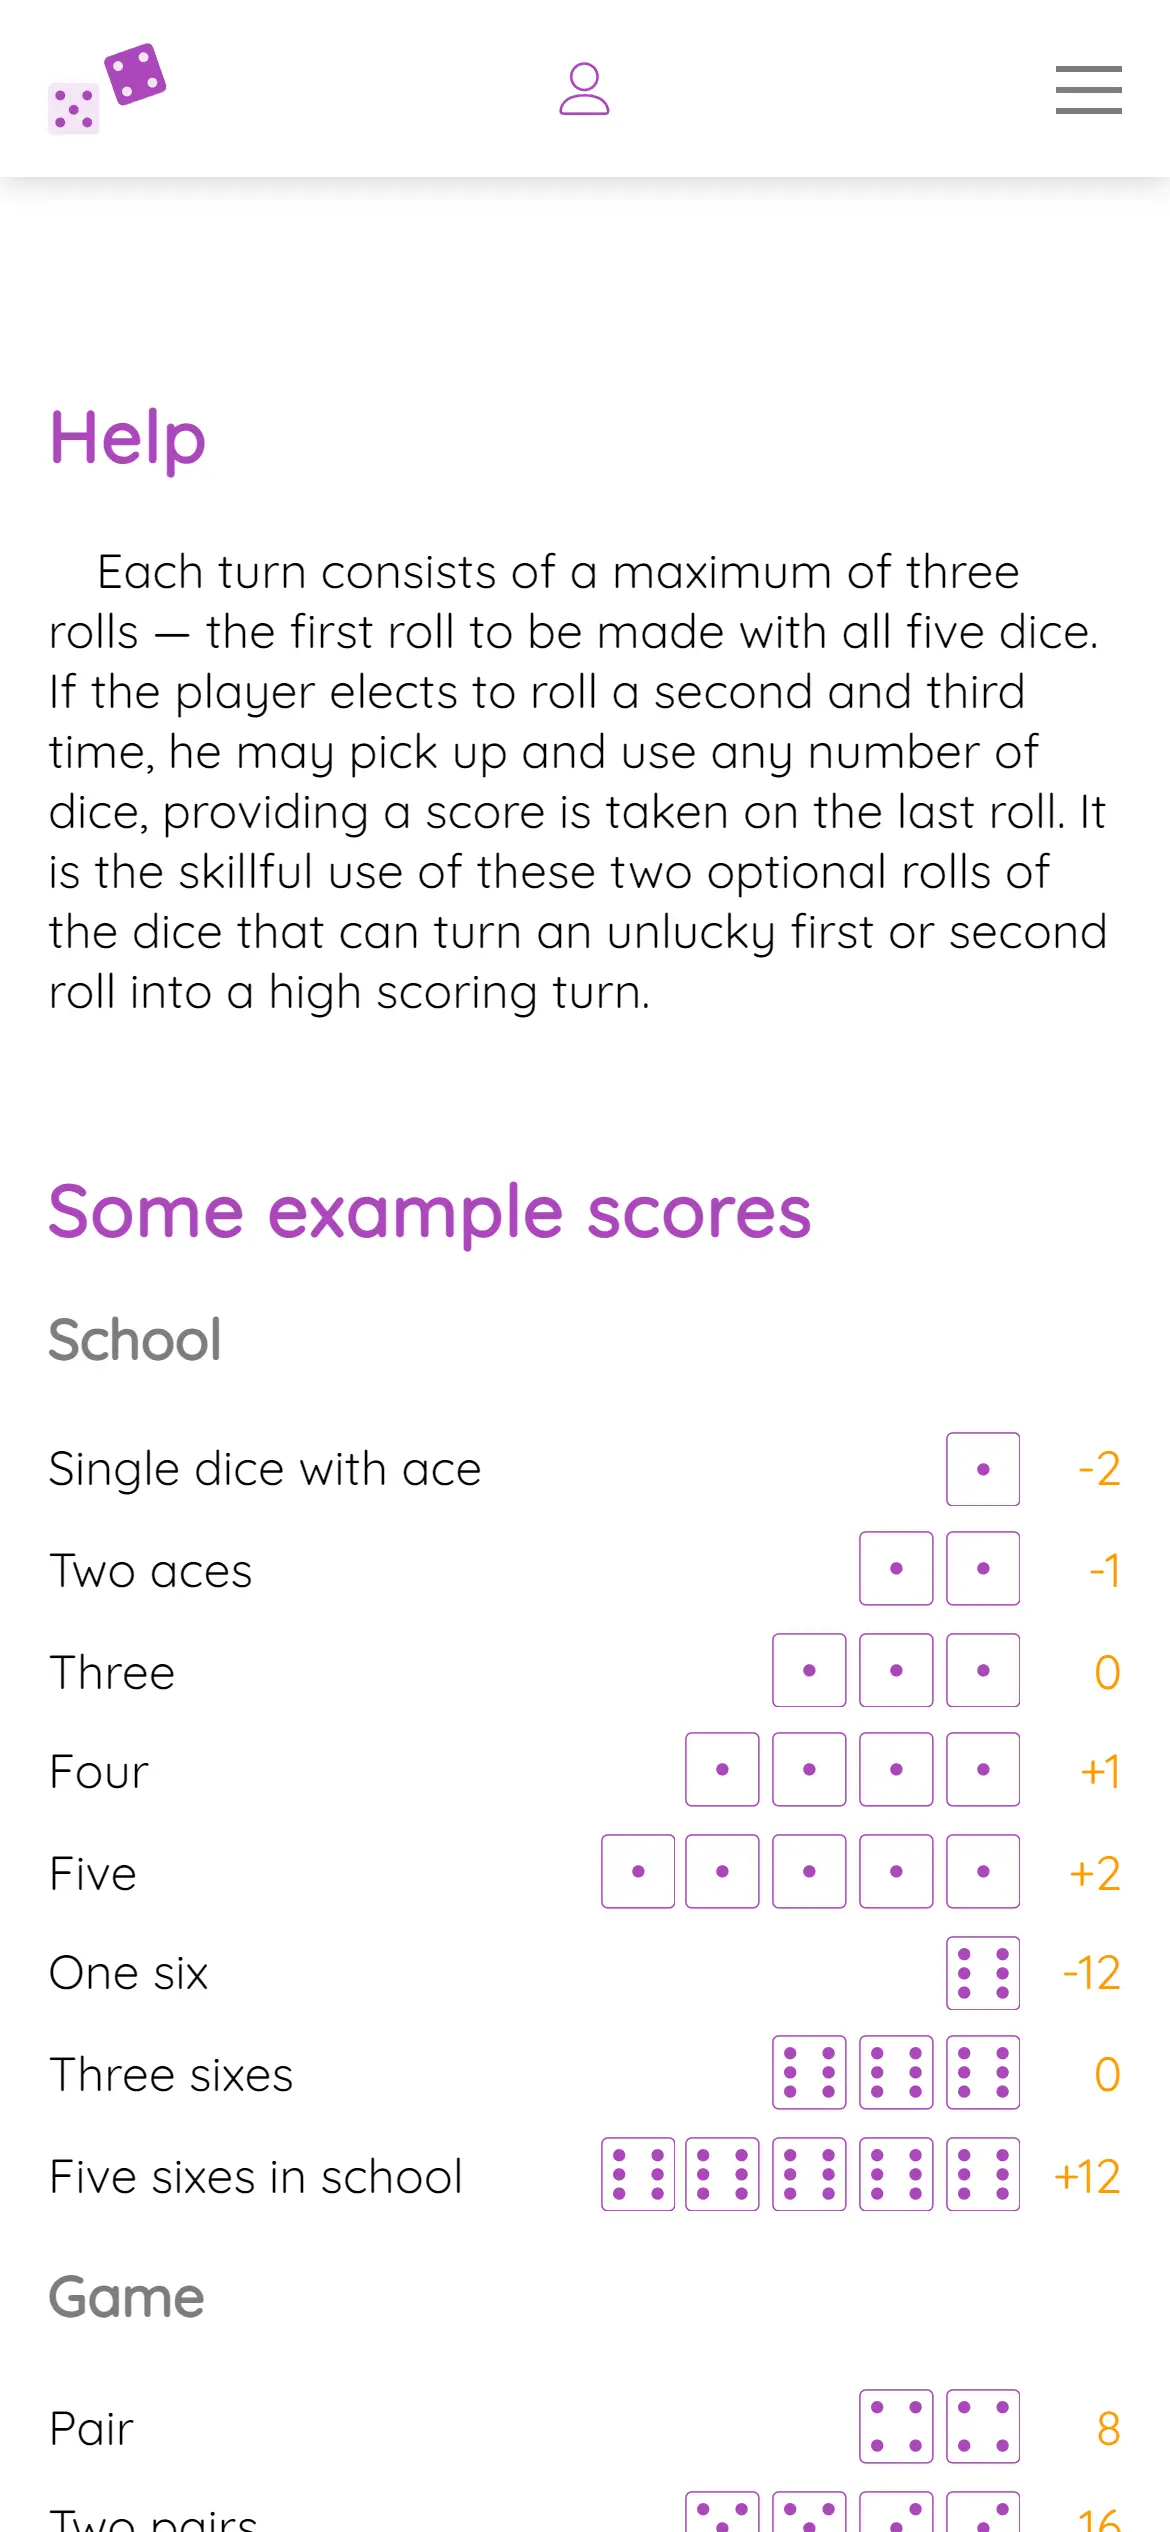 Help
Each turn consists of a maximum of three
rolls — the first roll to be made with all five dice.
If the player elects to roll a second and third
time, he may pick up and use any number of
dice, providing a score is taken on the last roll. It
is the skillful use of these two optional rolls of
the dice that can turn an unlucky first or second
roll into a high scoring turn.
Some example scores
School
Single dice with ace -2
Two aces -1
Three 0
Four +1
Five +2
One six -12
Three sixes 0
Five sixes in school +12
Game
Pair 8
Two pairs 16